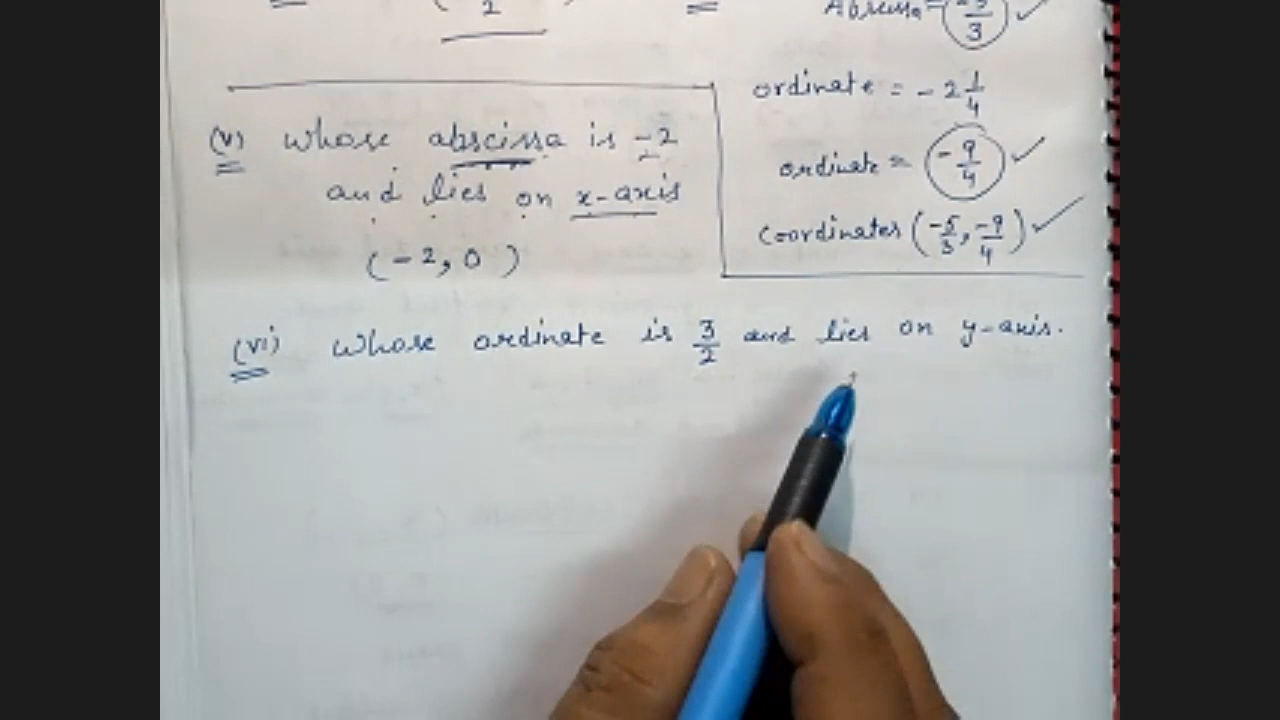 2
Abscissa = -5/3
ordinate = -2 1/4
ordinate = -9/4
Coordinates (-5/3, -9/4)
(v) whose abscissa is -2
and lies on x-axis
(-2, 0)
(vi) whose ordinate is 3/2 and lies on y-axis.